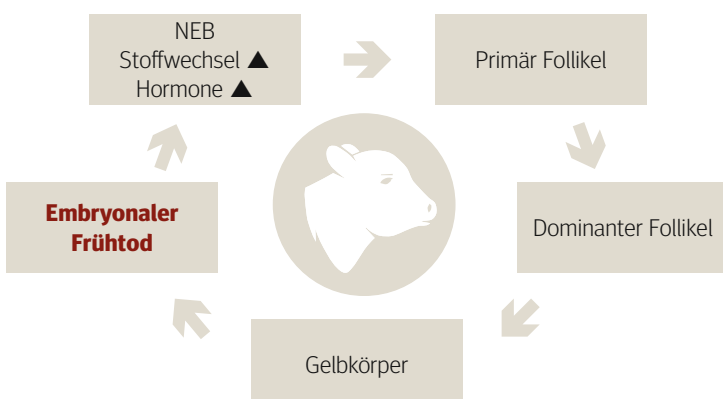 NEB
Stoffwechsel ▲
Hormone ▲
Primär Follikel
Dominanter Follikel
Gelbkörper
Embryonaler
Frühtod